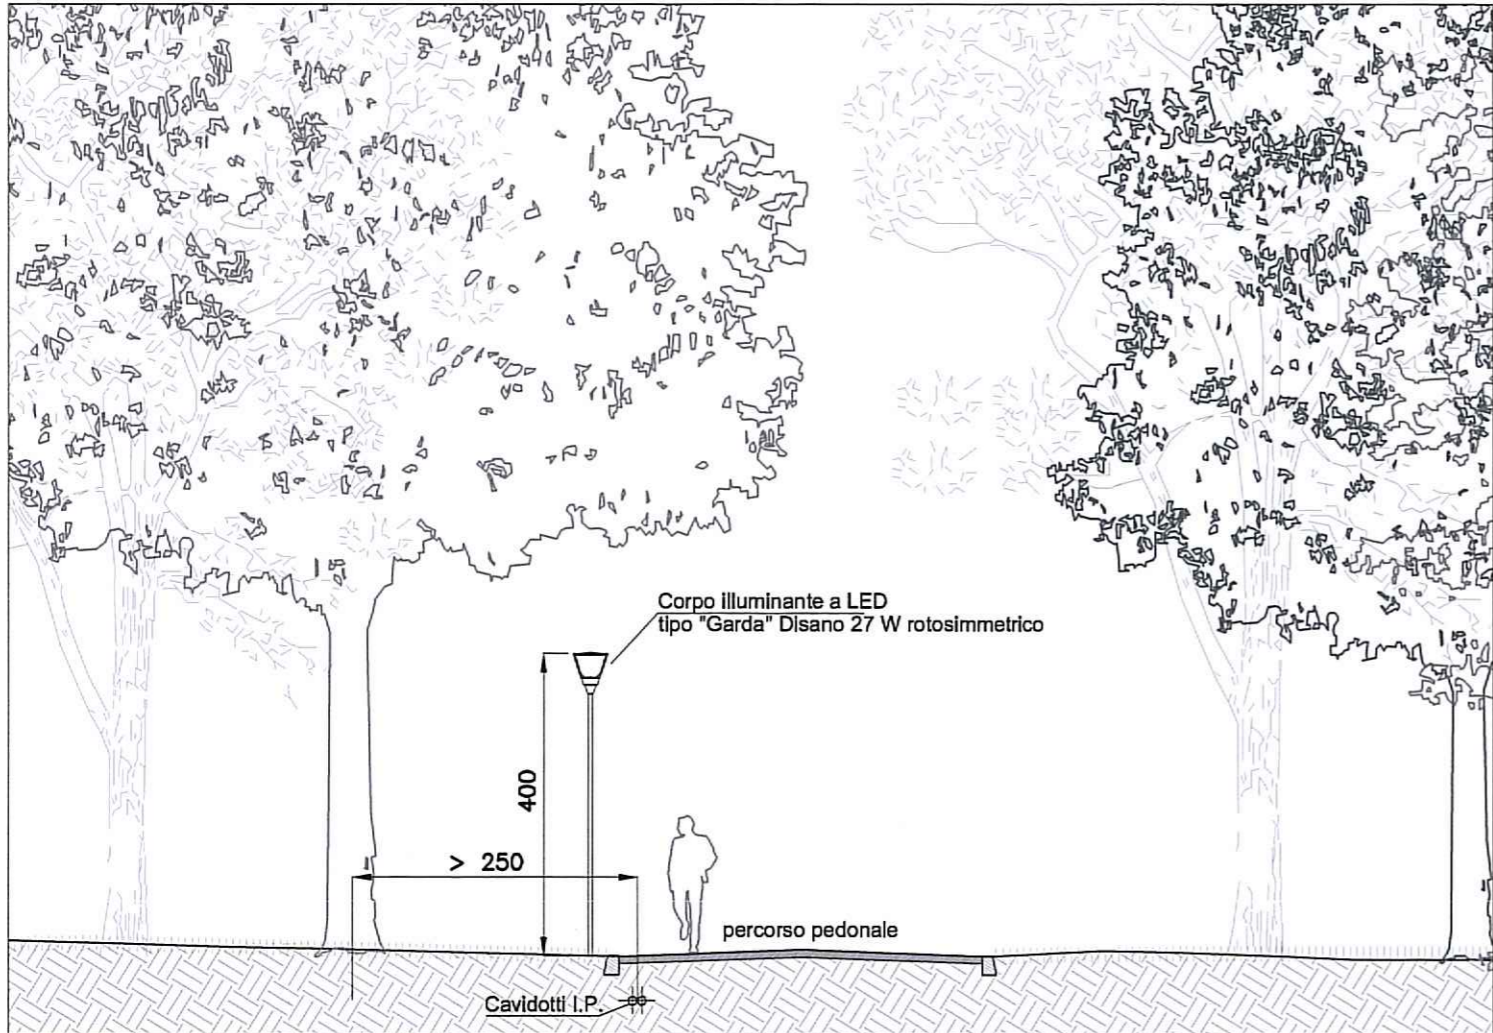 Corpo illuminante a LED
tipo "Garda" Disano 27 W rotosimmetrico
400
> 250
percorso pedonale
Cavidotti I.P.